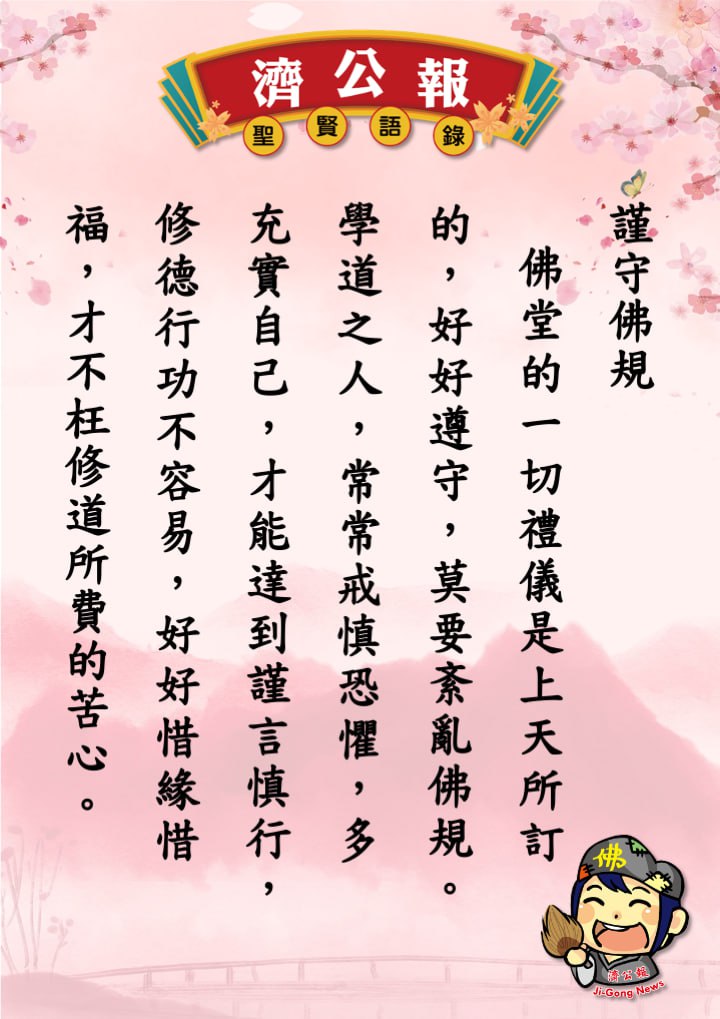 濟公報
聖賢語錄
謹守佛規
佛堂的一切禮儀是上天所訂
的，好好遵守，莫要紊亂佛規。
學道之人，常常戒慎恐懼，多
充實自己，才能達到謹言慎行，
修德行功不容易，好好惜緣惜
福，才不枉修道所費的苦心。
佛
濟公報
Ji-Gong News